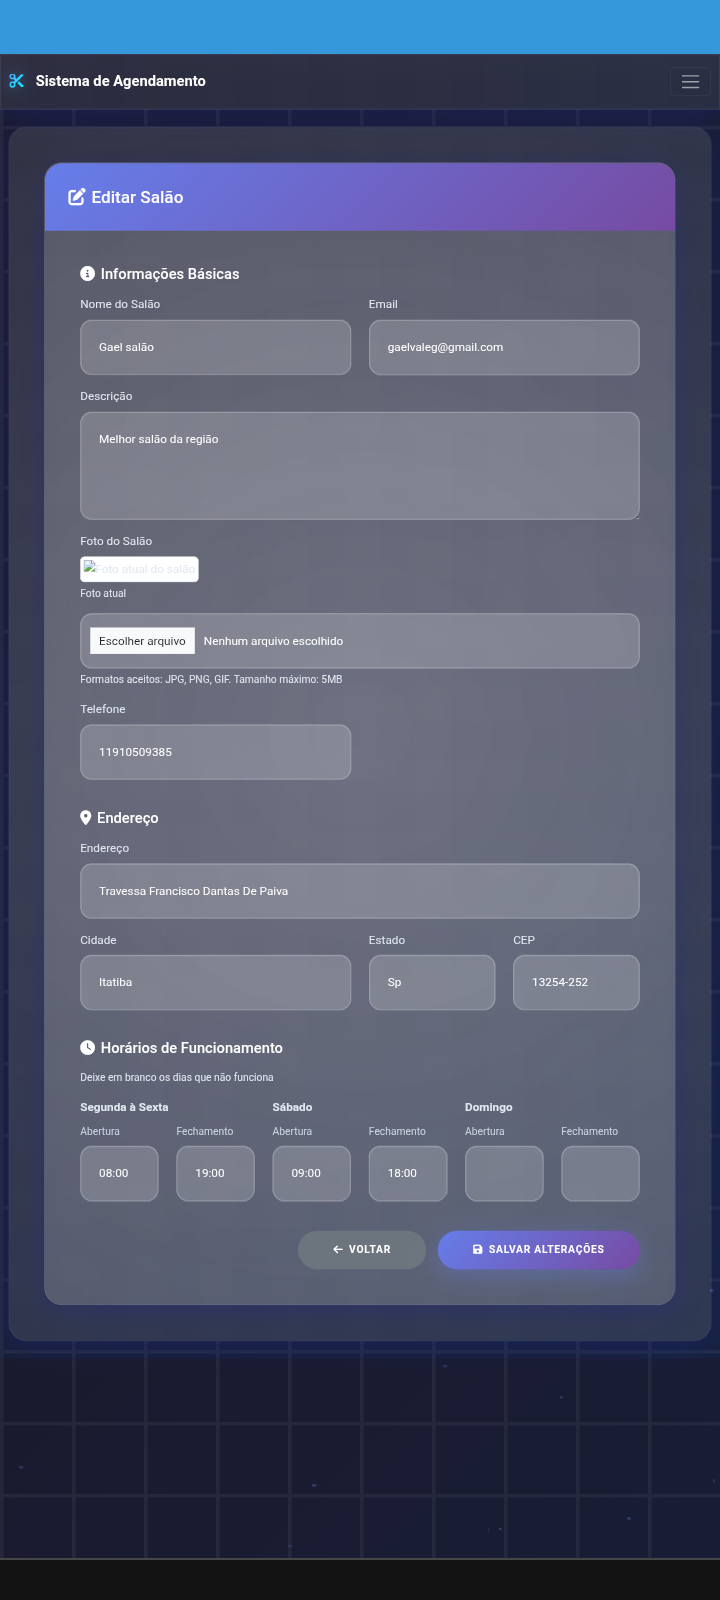 Sistema de Agendamento
Editar Salão
Informações Básicas
Nome do Salão
Email
Gael salão
gaelvaleg@gmail.com
Descrição
Melhor salão da região
Foto do Salão
Foto atual do salão
Foto atual
Escolher arquivo Nenhum arquivo escolhido
Formatos aceitos: JPG, PNG, GIF. Tamanho máximo: 5MB
Telefone
11910509385
Endereço
Endereço
Travessa Francisco Dantas De Paiva
Cidade
Estado
CEP
Itatiba
Sp
13254-252
Horários de Funcionamento
Deixe em branco os dias que não funciona
Segunda à Sexta
Sábado
Domingo
Abertura
Fechamento
Abertura
Fechamento
Abertura
Fechamento
08:00
19:00
09:00
18:00
VOLTAR
SALVAR ALTERAÇÕES